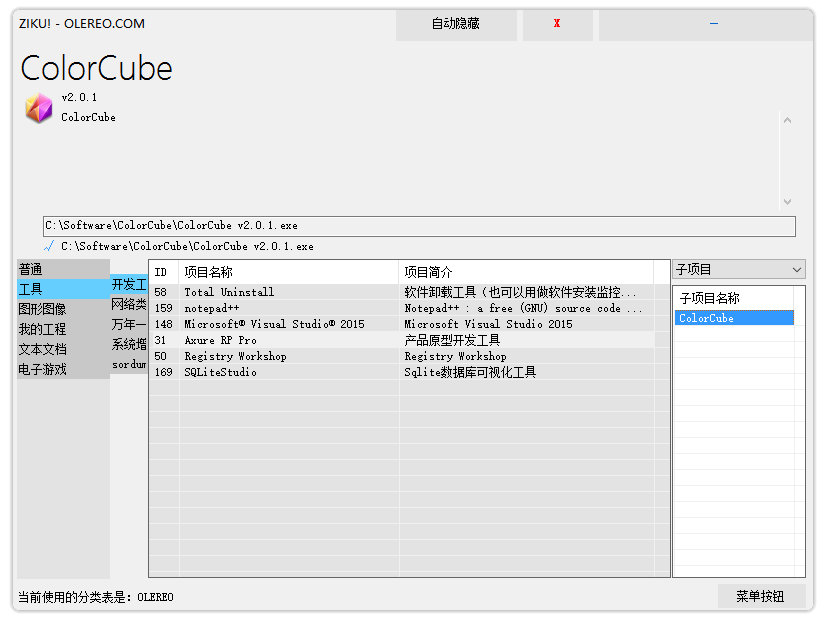 ZIKU! - OLEREO.COM
自动隐藏
x
ColorCube
v2.0.1
ColorCube
C:\Software\ColorCube\ColorCube v2.0.1.exe
C:\Software\ColorCube\ColorCube v2.0.1.exe
普通
工具
图形图像
我的工程
文本文档
电子游戏
开发工
网络类
万年一
系统增
sordum
ID 项目名称 项目简介
58 Total Uninstall 软件卸载工具（也可以用做软件安装监控...
159 notepad++ Notepad++ : a free (GNU) source code ...
148 Microsoft® Visual Studio® 2015 Microsoft Visual Studio 2015
31 Axure RP Pro 产品原型开发工具
50 Registry Workshop Registry Workshop
169 SQLiteStudio Sqlite数据库可视化工具
子项目
子项目名称
ColorCube
当前使用的分类表是: OLEREO
菜单按钮